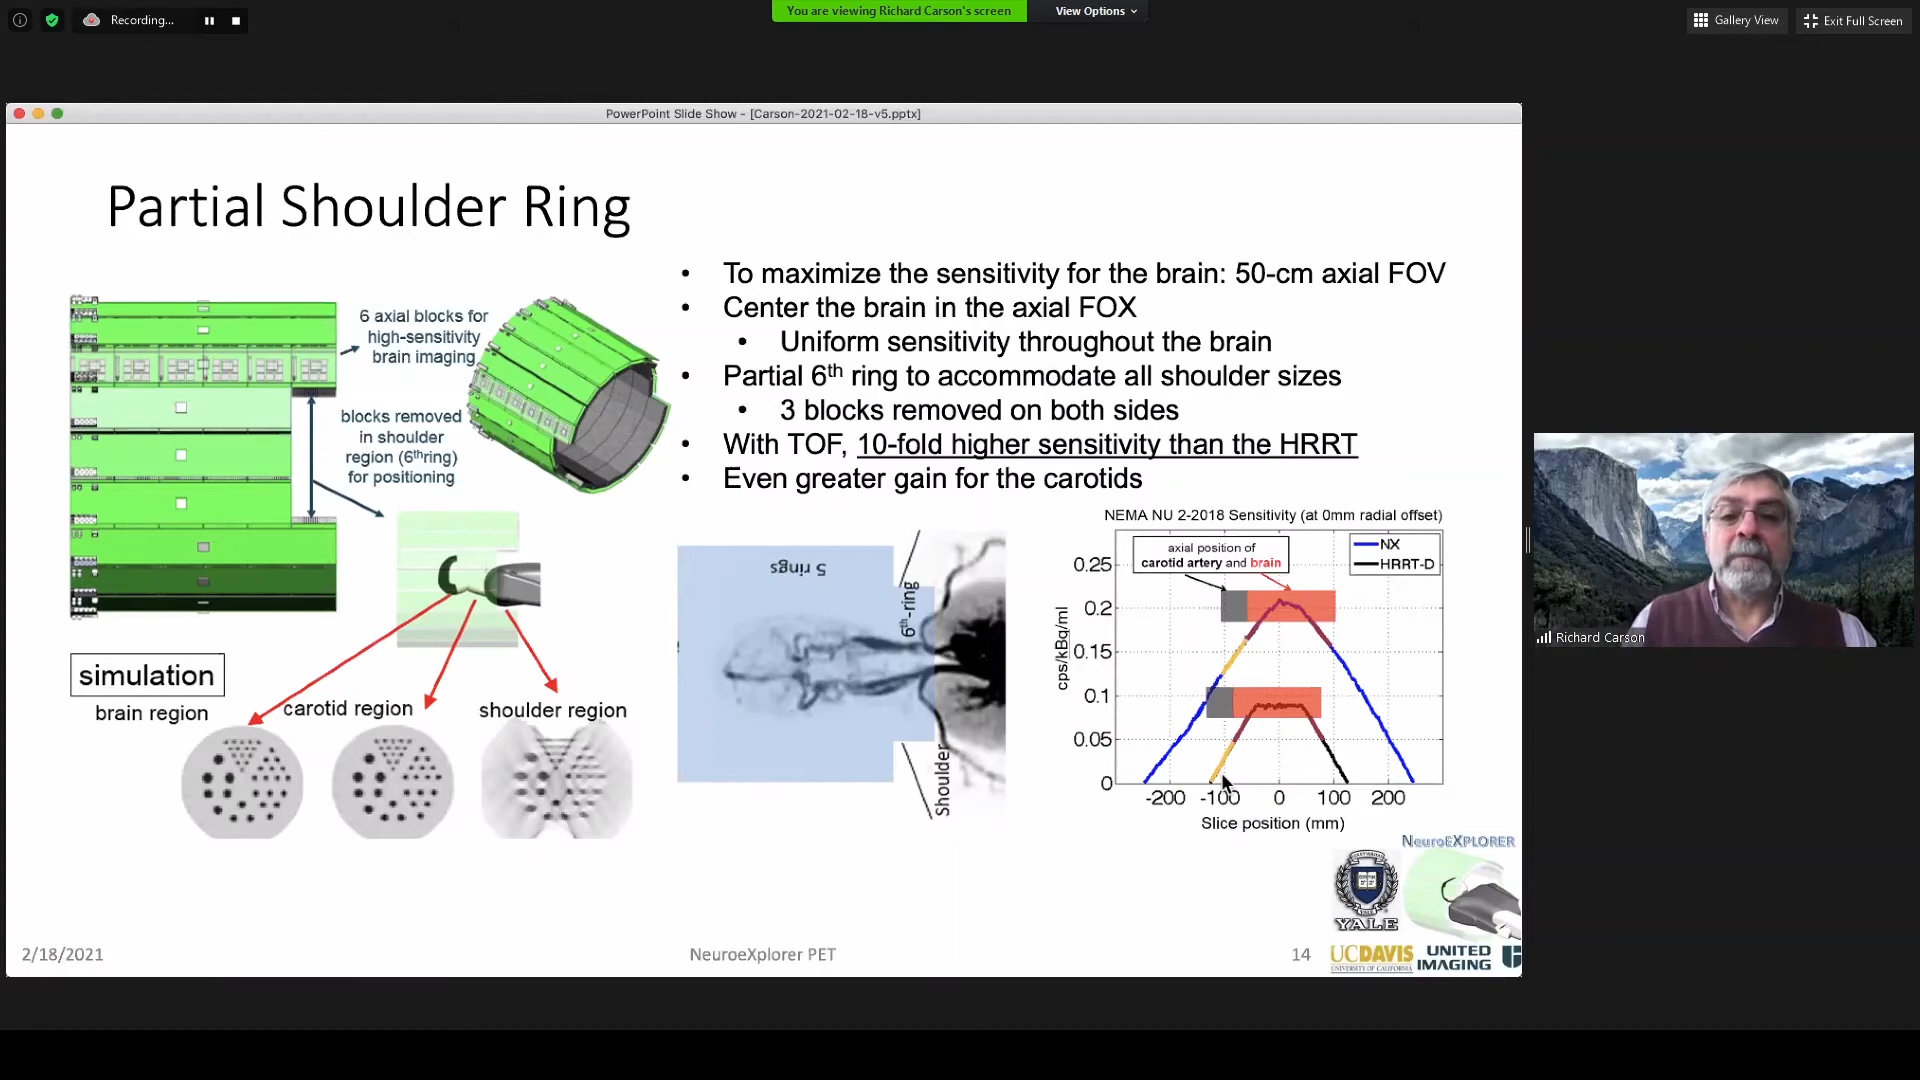 Recording...
You are viewing Richard Carson's screen
View Options
Gallery View
Exit Full Screen
PowerPoint Slide Show - [Carson-2021-02-18-v5.pptx]
Partial Shoulder Ring
6 axial blocks for
high-sensitivity
brain imaging
blocks removed
in shoulder
region (6thring)
for positioning
simulation
brain region
carotid region
shoulder region
• To maximize the sensitivity for the brain: 50-cm axial FOV
• Center the brain in the axial FOX
• Uniform sensitivity throughout the brain
• Partial 6th ring to accommodate all shoulder sizes
• 3 blocks removed on both sides
• With TOF, 10-fold higher sensitivity than the HRRT
• Even greater gain for the carotids
5 rings
6th-ring
Shoulder
NEMA NU 2-2018 Sensitivity (at 0mm radial offset)
axial position of
carotid artery and brain
NX
HRRT-D
cps/kBq/ml
0.25
0.2
0.15
0.1
0.05
0
-200 -100 0 100 200
Slice position (mm)
NeuroEXPLORER
YALE
UCDAVIS
UNIVERSITY OF CALIFORNIA
UNITED
IMAGING
2/18/2021
NeuroeXplorer PET
14
Richard Carson